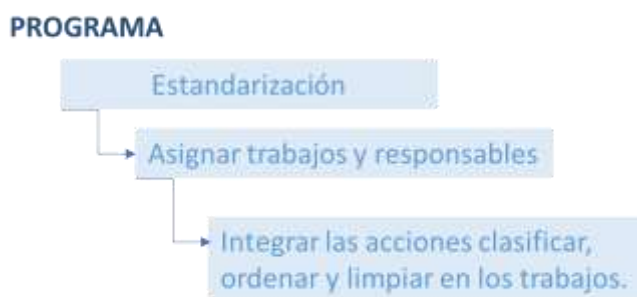 PROGRAMA
Estandarización
Asignar trabajos y responsables
Integrar las acciones clasificar,
ordenar y limpiar en los trabajos.